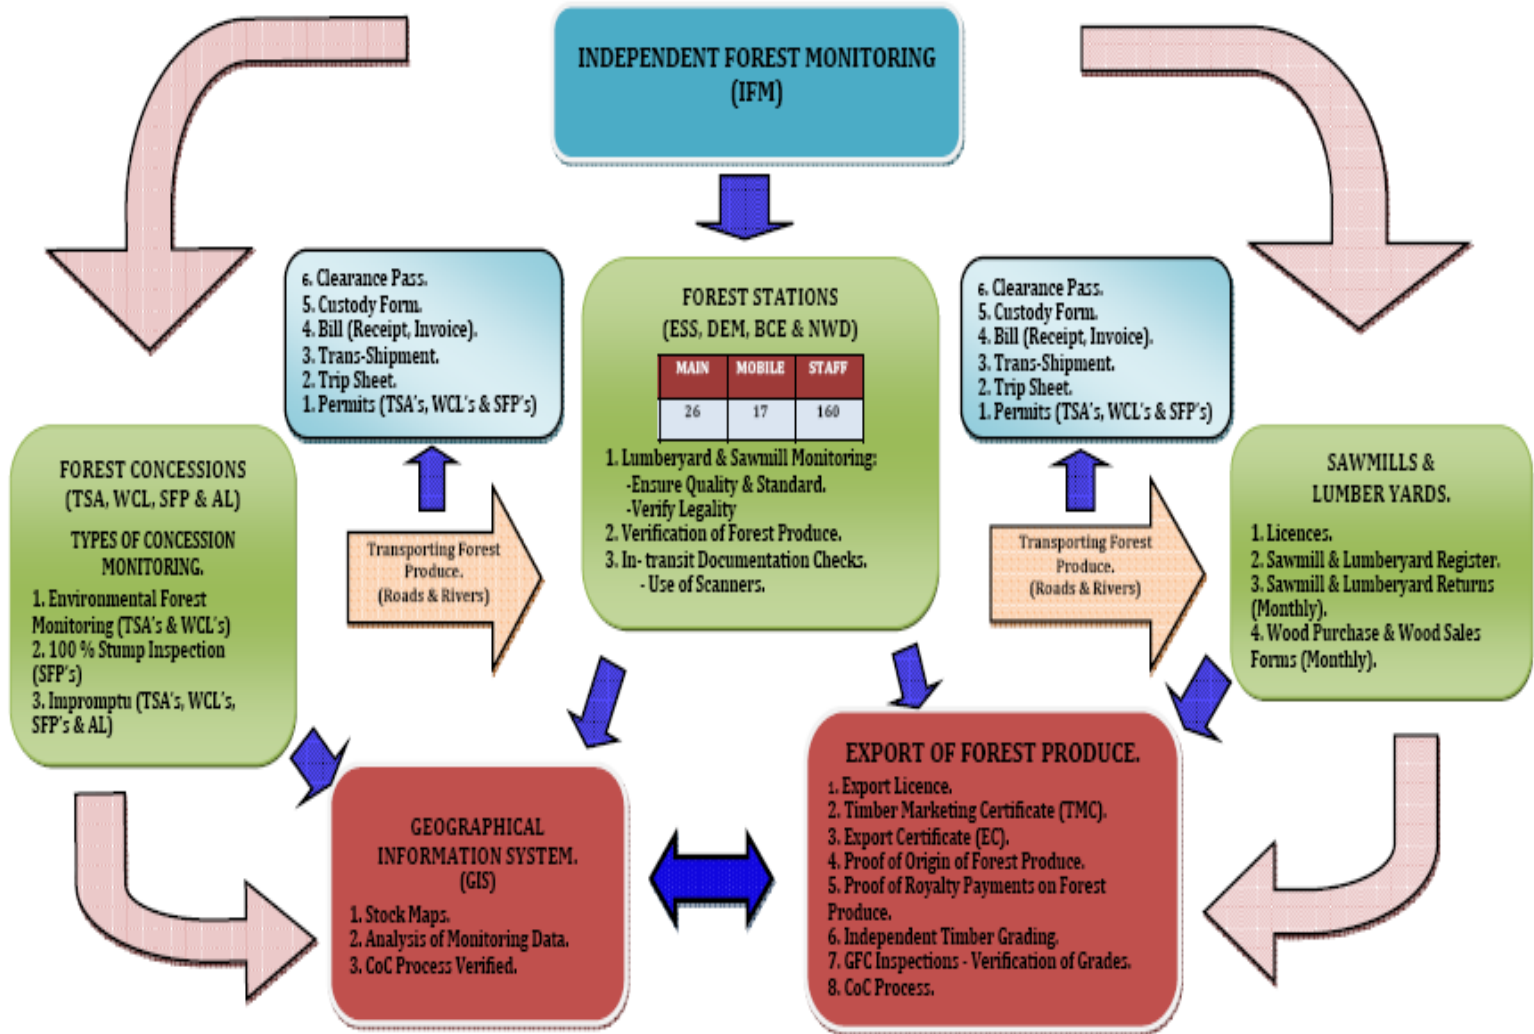 INDEPENDENT FOREST MONITORING
(IFM)
6. Clearance Pass.
5. Custody Form.
4. Bill (Receipt, Invoice).
3. Trans-Shipment.
2. Trip Sheet.
1. Permits (TSA's, WCL's & SFP's)
FOREST STATIONS
(ESS, DEM, BCE & NWD)
MAIN MOBILE STAFF
26 17 160
1. Lumberyard & Sawmill Monitoring:
-Ensure Quality & Standard.
-Verify Legality
2. Verification of Forest Produce.
3. In- transit Documentation Checks.
- Use of Scanners.
6. Clearance Pass.
5. Custody Form.
4. Bill (Receipt, Invoice).
3. Trans-Shipment.
2. Trip Sheet.
1. Permits (TSA's, WCL's & SFP's)
FOREST CONCESSIONS
(TSA, WCL, SFP & AL)
TYPES OF CONCESSION
MONITORING.
1. Environmental Forest
Monitoring (TSA's & WCL's)
2. 100 % Stump Inspection
(SFP's)
3. Impromptu (TSA's, WCL's,
SFP's & AL)
Transporting Forest
Produce.
(Roads & Rivers)
Transporting Forest
Produce.
(Roads & Rivers)
SAWMILLS &
LUMBER YARDS.
1. Licences.
2. Sawmill & Lumberyard Register.
3. Sawmill & Lumberyard Returns
(Monthly).
4. Wood Purchase & Wood Sales
Forms (Monthly).
GEOGRAPHICAL
INFORMATION SYSTEM.
(GIS)
1. Stock Maps.
2. Analysis of Monitoring Data.
3. CoC Process Verified.
EXPORT OF FOREST PRODUCE.
1. Export Licence.
2. Timber Marketing Certificate (TMC).
3. Export Certificate (EC).
4. Proof of Origin of Forest Produce.
5. Proof of Royalty Payments on Forest
Produce.
6. Independent Timber Grading.
7. GFC Inspections - Verification of Grades.
8. CoC Process.